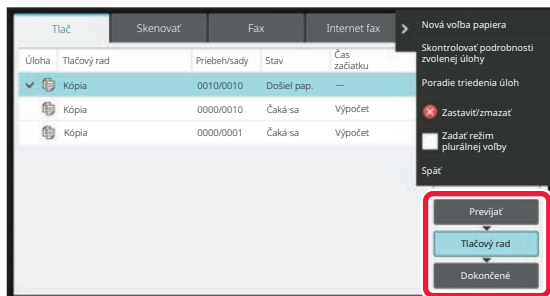 Tlač
Skenovať
Fax
Internet fax
Nová voľba papiera
Skontrolovať podrobnosti
zvolenej úlohy
Poradie triedenia úloh
Zastaviť/zmazať
Zadať režim
plurálnej voľby
Späť
Úloha Tlačový rad Priebeh/sady Stav Čas
začiatku
Kópia 0010/0010 Došiel pap. ---
Kópia 0000/0010 Čaká sa Výpočet
Kópia 0000/0001 Čaká sa Výpočet
Prevíjať
Tlačový rad
Dokončené